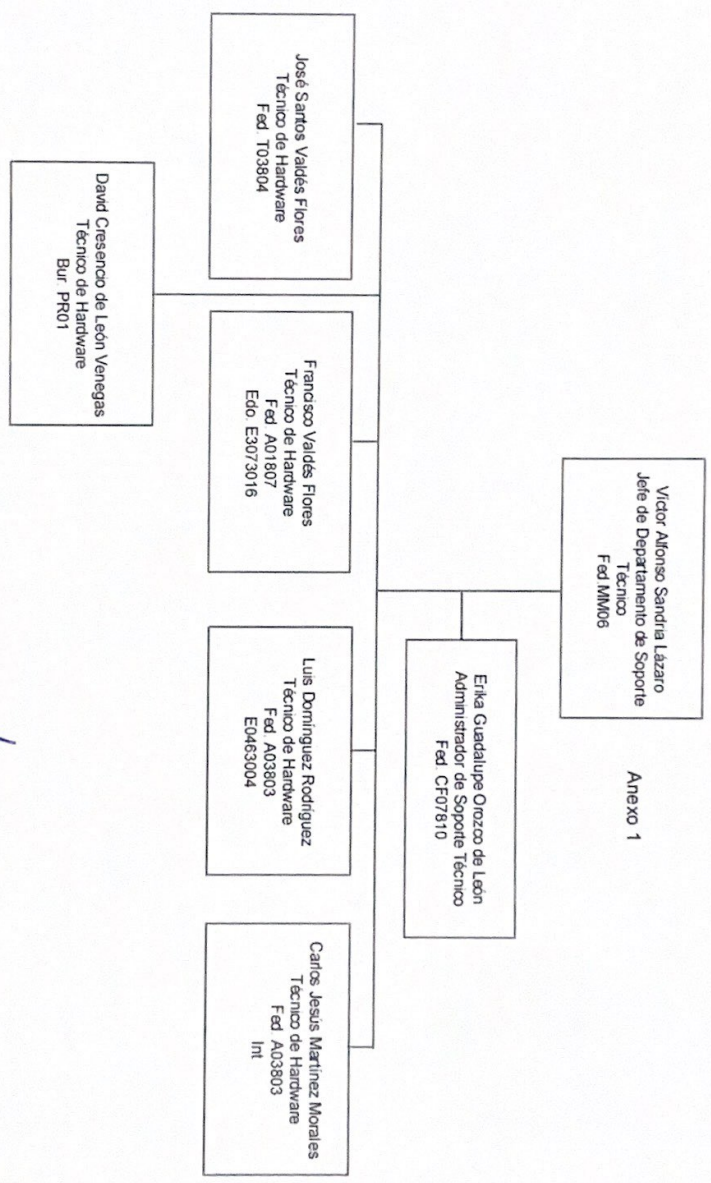 Anexo 1
Víctor Alfonso Sandria Lázaro
Jefe de Departamento de Soporte
Técnico
Fed MM06
Erika Guadalupe Orozco de León
Administrador de Soporte Técnico
Fed. CF07810
José Santos Valdés Flores
Técnico de Hardware
Fed. T03804
Francisco Valdés Flores
Técnico de Hardware
Fed. A01807
Edo. E3073016
Luis Domínguez Rodríguez
Técnico de Hardware
Fed. A03803
E0463004
Carlos Jesús Martínez Morales
Técnico de Hardware
Fed. A03803
Int
David Cresencio de León Venegas
Técnico de Hardware
Bur. PR01